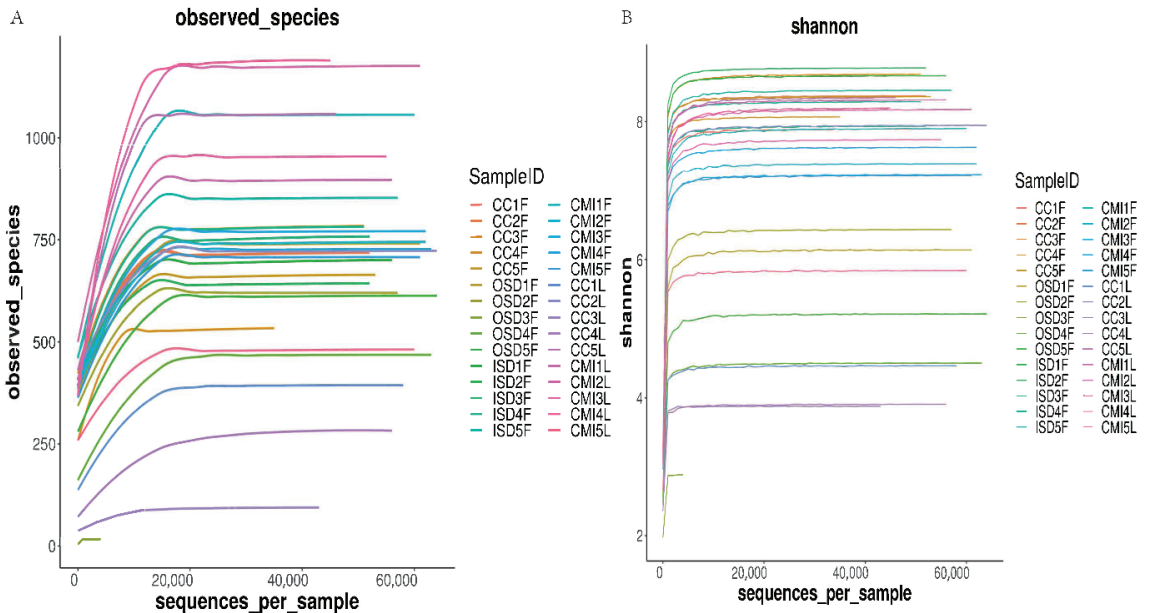 A
observed_species
observed_species
1000
750
500
250
0
0
20,000
40,000
60,000
sequences_per_sample
SampleID
CC1F CMI1F
CC2F CMI2F
CC3F CMI3F
CC4F CMI4F
CC5F CMI5F
OSD1F CC1L
OSD2F CC2L
OSD3F CC3L
OSD4F CC4L
OSD5F CC5L
ISD1F CMI1L
ISD2F CMI2L
ISD3F CMI3L
ISD4F CMI4L
ISD5F CMI5L
B
shannon
shannon
8
6
4
2
0
20,000
40,000
60,000
sequences_per_sample
SampleID
CC1F CMI1F
CC2F CMI2F
CC3F CMI3F
CC4F CMI4F
CC5F CMI5F
OSD1F CC1L
OSD2F CC2L
OSD3F CC3L
OSD4F CC4L
OSD5F CC5L
ISD1F CMI1L
ISD2F CMI2L
ISD3F CMI3L
ISD4F CMI4L
ISD5F CMI5L